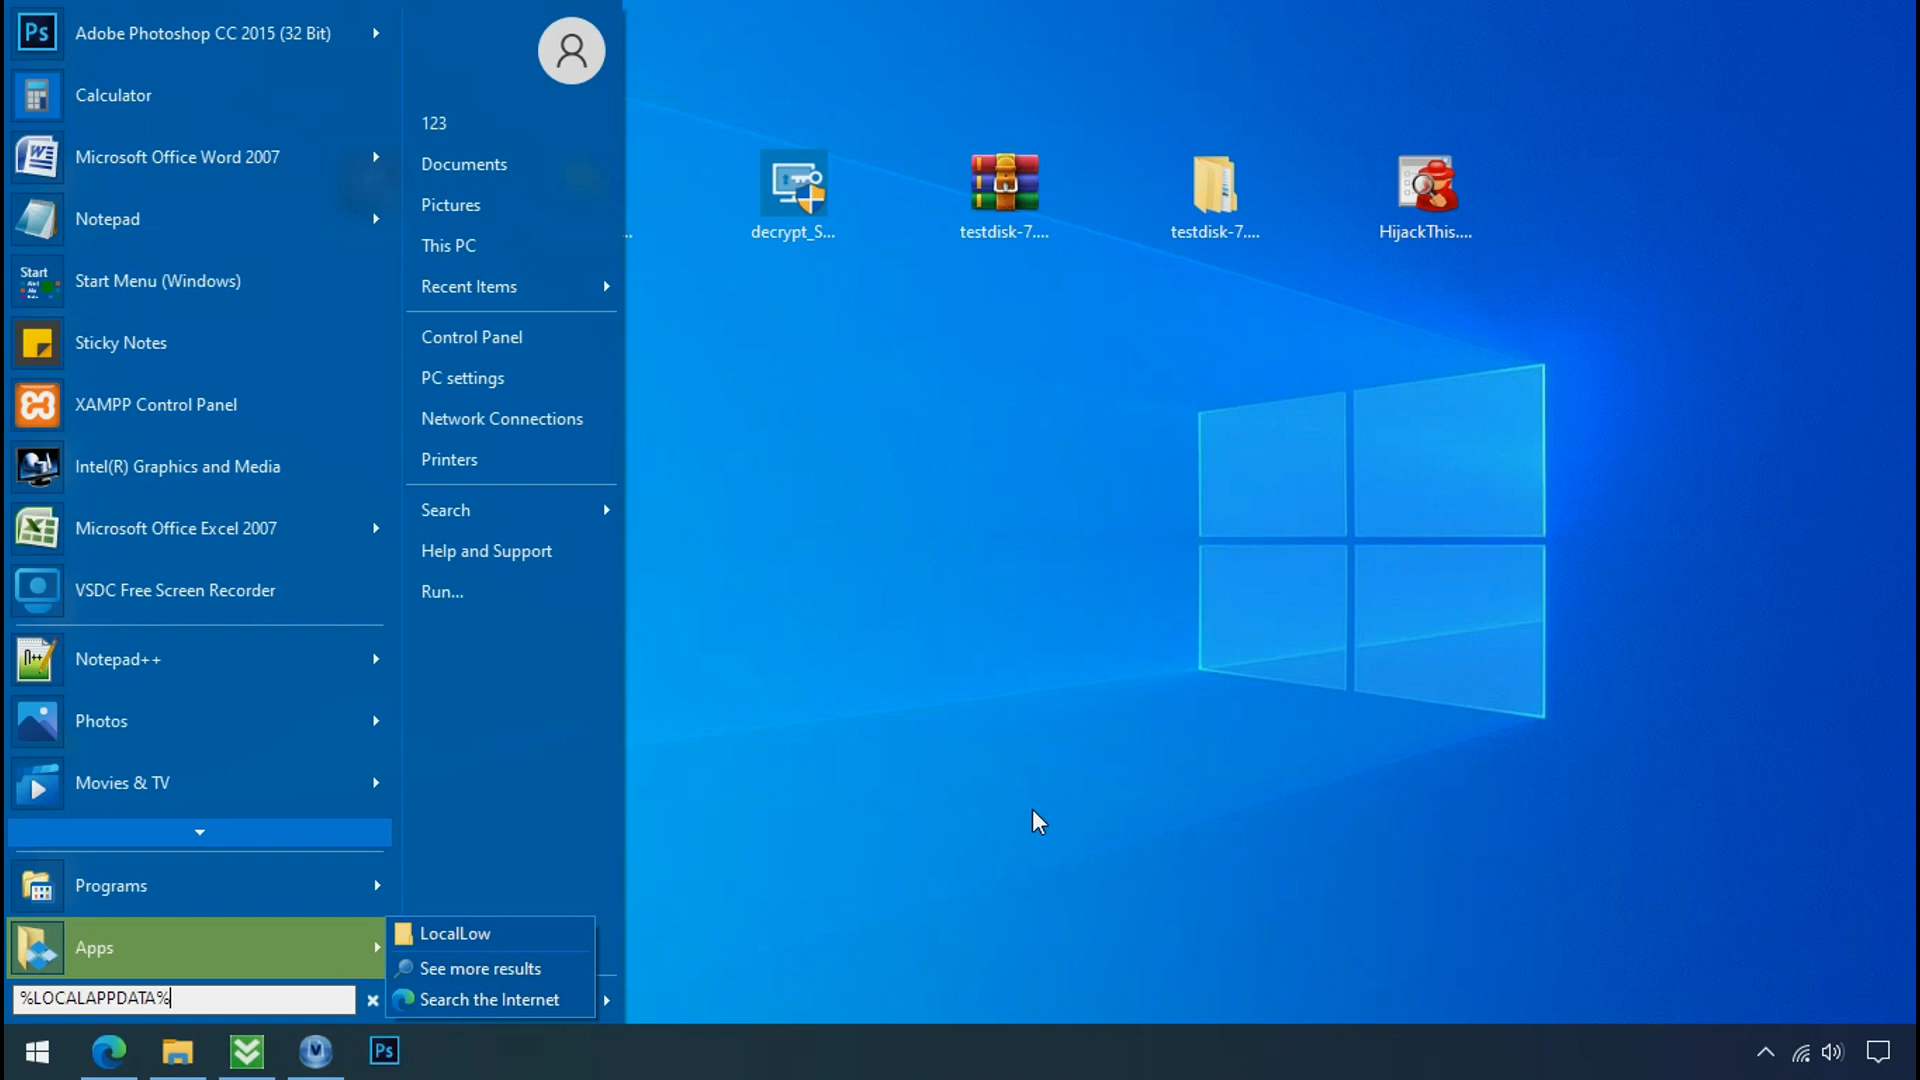 Adobe Photoshop CC 2015 (32 Bit)
Calculator
Microsoft Office Word 2007
Notepad
Start Menu (Windows)
Sticky Notes
XAMPP Control Panel
Intel(R) Graphics and Media
Microsoft Office Excel 2007
VSDC Free Screen Recorder
Notepad++
Photos
Movies & TV
Programs
Apps
%LOCALAPPDATA%
123
Documents
Pictures
This PC
Recent Items
Control Panel
PC settings
Network Connections
Printers
Search
Help and Support
Run...
LocalLow
See more results
Search the Internet
...
decrypt_S...
testdisk-7....
testdisk-7....
HijackThis....
Ps
Start
Ps